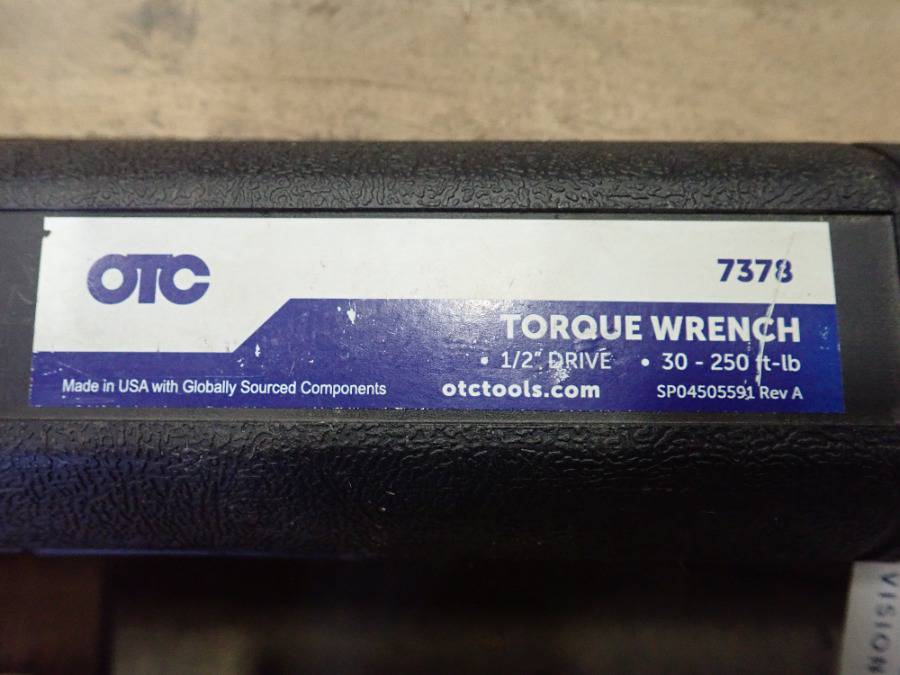 OTC
7378
TORQUE WRENCH
• 1/2" DRIVE • 30 - 250 ft-lb
Made in USA with Globally Sourced Components
otctools.com
SP04505591 Rev A
VISION